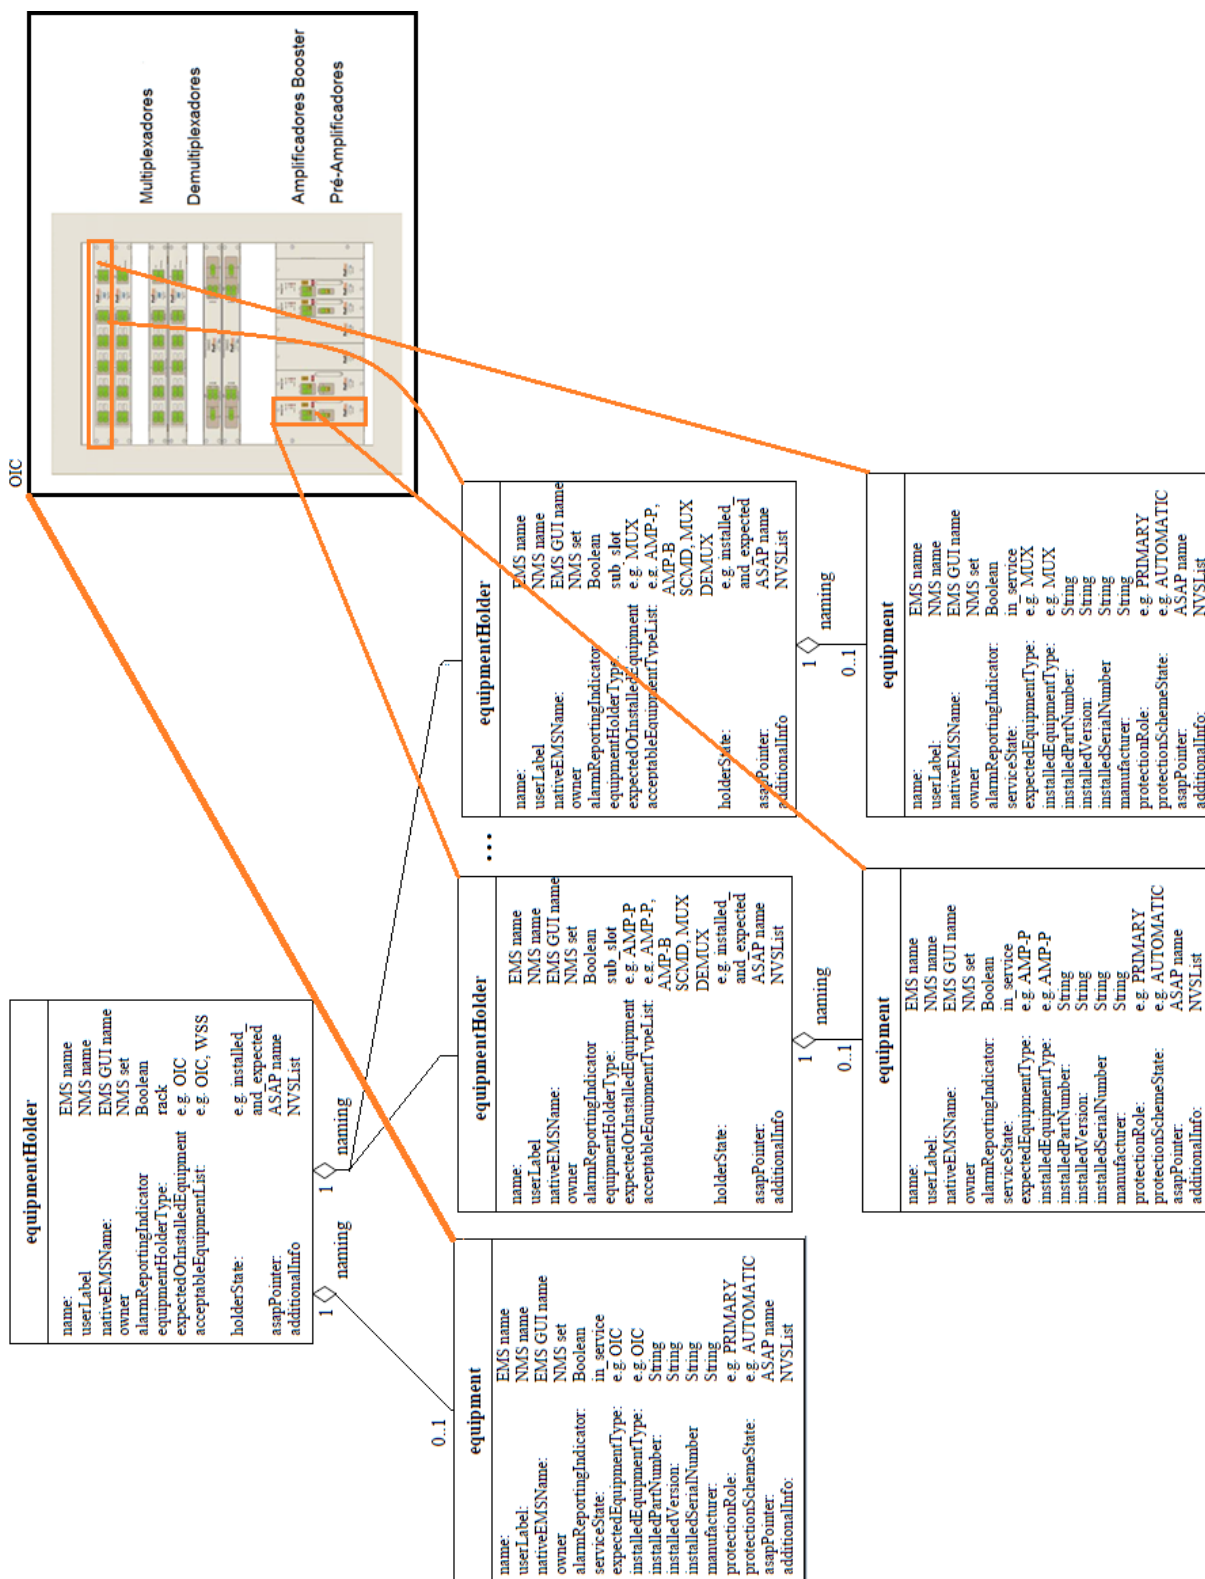 OIC
Multiplexadores
Demultiplexadores
Amplificadores Booster
Pré-Amplificadores
equipmentHolder
name: EMS name
userLabel NMS name
nativeEMSName: EMS GUI name
owner NMS set
alarmReportingIndicator Boolean
equipmentHolderType: rack
expectedOrInstalledEquipment e.g. OIC
acceptableEquipmentList: e.g. OIC, WSS
holderState: e.g. installed_
and_expected
asapPointer: ASAP name
additionalInfo NVSList
1 naming
1 naming
0..1
equipment
name: EMS name
userLabel: NMS name
nativeEMSName: EMS GUI name
owner NMS set
alarmReportingIndicator: Boolean
serviceState: in_service
expectedEquipmentType: e.g. OIC
installedEquipmentType: e.g. OIC
installedPartNumber: String
installedVersion: String
installedSerialNumber String
manufacturer: String
protectionRole: e.g. PRIMARY
protectionSchemeState: e.g. AUTOMATIC
asapPointer: ASAP name
additionalInfo: NVSList
equipmentHolder
name: EMS name
userLabel NMS name
nativeEMSName: EMS GUI name
owner NMS set
alarmReportingIndicator Boolean
equipmentHolderType: sub_slot
expectedOrInstalledEquipment e.g. AMP-P
acceptableEquipmentTypeList: e.g. AMP-P,
AMP-B
SCMD, MUX
DEMUX
holderState: e.g. installed_
and_expected
asapPointer: ASAP name
additionalInfo NVSList
...
equipmentHolder
name: EMS name
userLabel NMS name
nativeEMSName: EMS GUI name
owner NMS set
alarmReportingIndicator Boolean
equipmentHolderType: sub_slot
expectedOrInstalledEquipment e.g. MUX
acceptableEquipmentTypeList: e.g. AMP-P,
AMP-B
SCMD, MUX
DEMUX
holderState: e.g. installed_
and_expected
asapPointer: ASAP name
additionalInfo NVSList
1 naming
0..1
1 naming
0..1
equipment
name: EMS name
userLabel: NMS name
nativeEMSName: EMS GUI name
owner NMS set
alarmReportingIndicator: Boolean
serviceState: in_service
expectedEquipmentType: e.g. AMP-P
installedEquipmentType: e.g. AMP-P
installedPartNumber: String
installedVersion: String
installedSerialNumber String
manufacturer: String
protectionRole: e.g. PRIMARY
protectionSchemeState: e.g. AUTOMATIC
asapPointer: ASAP name
additionalInfo: NVSList
equipment
name: EMS name
userLabel: NMS name
nativeEMSName: EMS GUI name
owner NMS set
alarmReportingIndicator: Boolean
serviceState: in_service
expectedEquipmentType: e.g. MUX
installedEquipmentType: e.g. MUX
installedPartNumber: String
installedVersion: String
installedSerialNumber String
manufacturer: String
protectionRole: e.g. PRIMARY
protectionSchemeState: e.g. AUTOMATIC
asapPointer: ASAP name
additionalInfo: NVSList